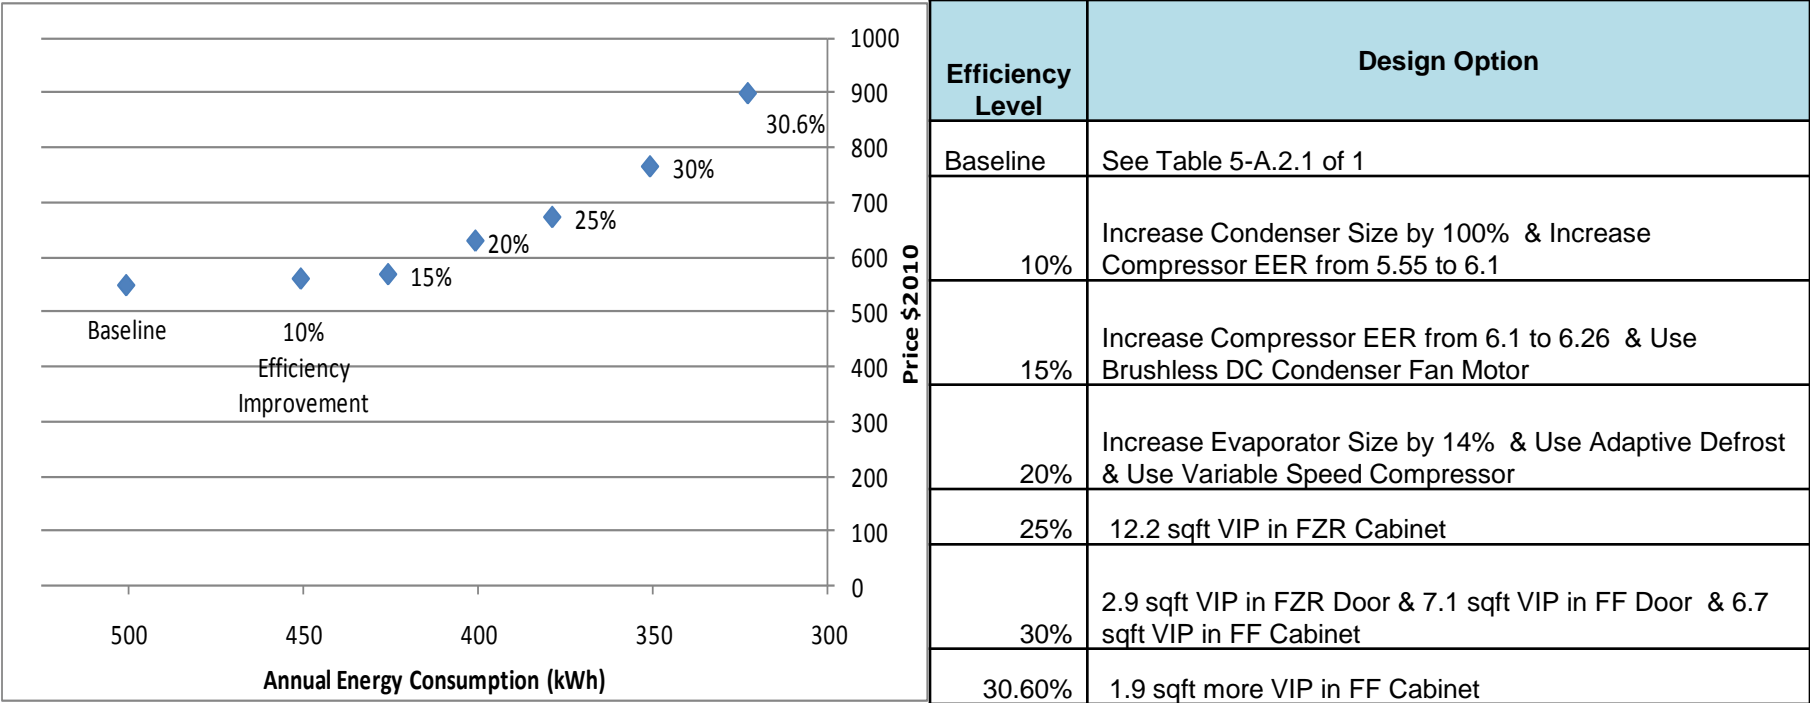 1000
900
30.6%
800
30%
700
25%
20%
600
15%
500
Baseline
10%
Efficiency
Improvement
400
300
200
100
0
Price $2010
500 450 400 350 300
Annual Energy Consumption (kWh)
Efficiency
Level
Design Option
Baseline
See Table 5-A.2.1 of 1
10%
Increase Condenser Size by 100%  & Increase
Compressor EER from 5.55 to 6.1
15%
Increase Compressor EER from 6.1 to 6.26  & Use
Brushless DC Condenser Fan Motor
20%
Increase Evaporator Size by 14%  & Use Adaptive Defrost
& Use Variable Speed Compressor
25%
12.2 sqft VIP in FZR Cabinet
30%
2.9 sqft VIP in FZR Door & 7.1 sqft VIP in FF Door  & 6.7
sqft VIP in FF Cabinet
30.60%
1.9 sqft more VIP in FF Cabinet